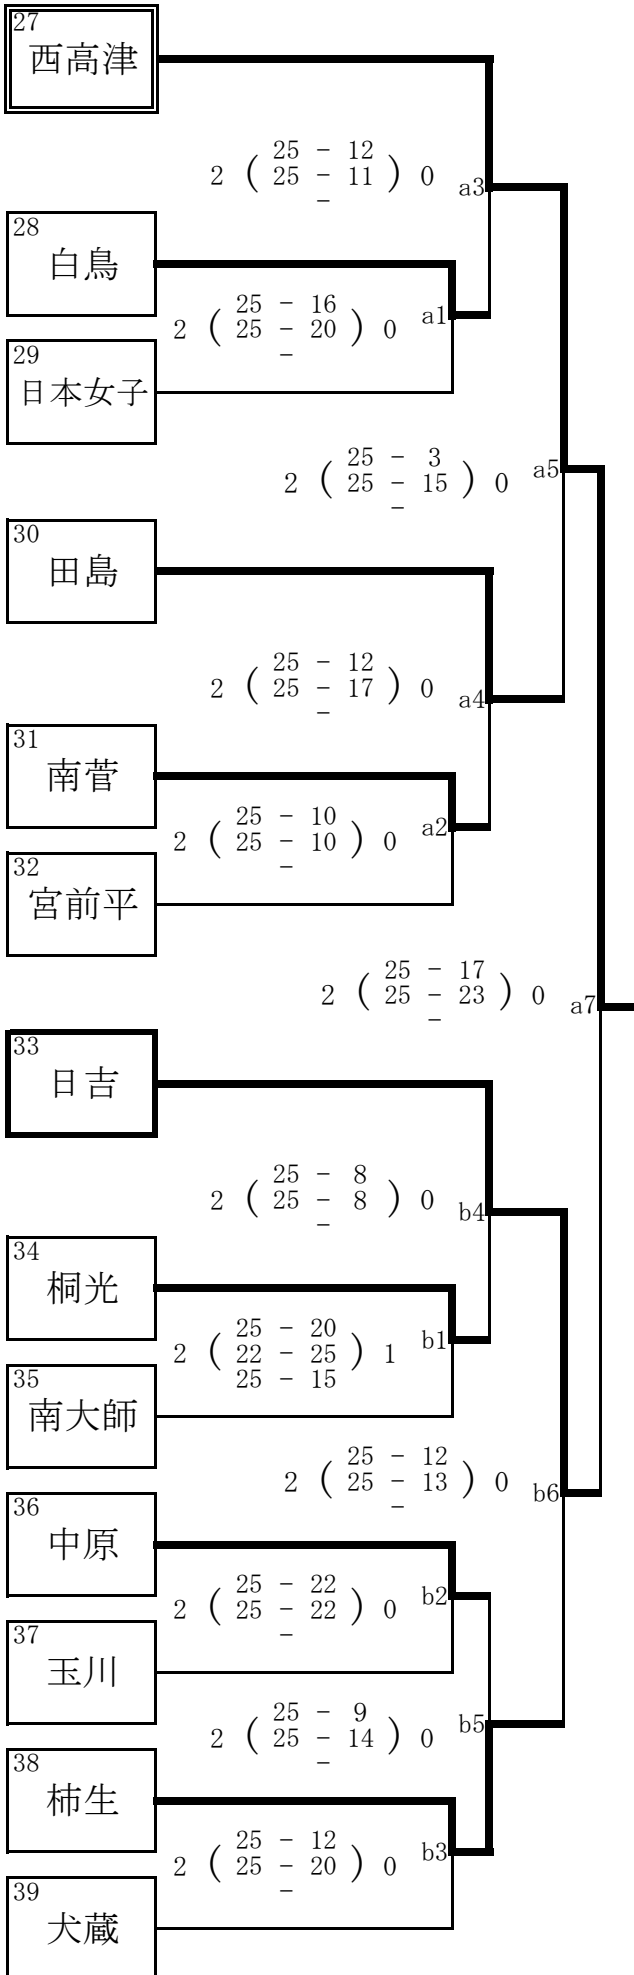 27
西高津
25 － 12
2 ( 25 － 11 ) 0 a3
－
28
白鳥
25 － 16
2 ( 25 － 20 ) 0 a1
－
29
日本女子
25 － 3
2 ( 25 － 15 ) 0 a5
－
30
田島
25 － 12
2 ( 25 － 17 ) 0 a4
－
31
南菅
25 － 10
2 ( 25 － 10 ) 0 a2
－
32
宮前平
25 － 17
2 ( 25 － 23 ) 0 a7
－
33
日吉
25 － 8
2 ( 25 － 8 ) 0 b4
－
34
桐光
25 － 20
2 ( 22 － 25 ) 1 b1
25 － 15
35
南大師
25 － 12
2 ( 25 － 13 ) 0 b6
－
36
中原
25 － 22
2 ( 25 － 22 ) 0 b2
－
37
玉川
25 － 9
2 ( 25 － 14 ) 0 b5
－
38
柿生
25 － 12
2 ( 25 － 20 ) 0 b3
－
39
犬蔵